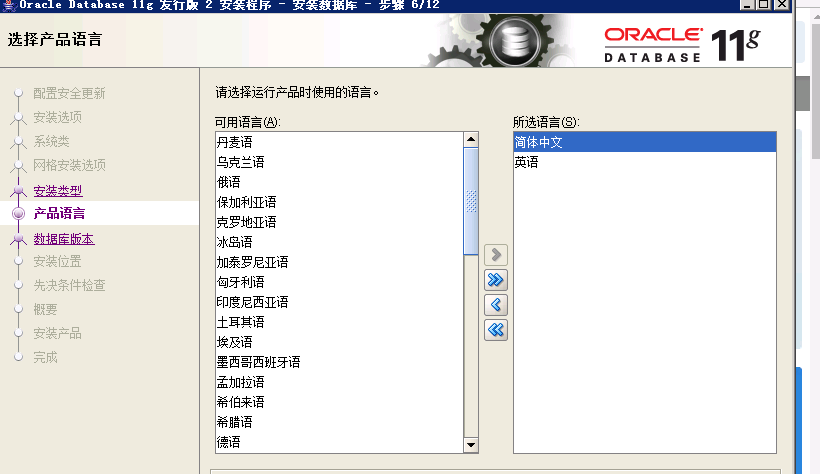 Oracle Database 11g 发行版 2 安装程序 - 安装数据库 - 步骤 6/12
选择产品语言
ORACLE
DATABASE
11g
配置安全更新
安装选项
系统类
网格安装选项
安装类型
产品语言
数据库版本
安装位置
先决条件检查
概要
安装产品
完成
请选择运行产品时使用的语言。
可用语言(A):
丹麦语
乌克兰语
俄语
保加利亚语
克罗地亚语
冰岛语
加泰罗尼亚语
匈牙利语
印度尼西亚语
土耳其语
埃及语
墨西哥西班牙语
孟加拉语
希伯来语
希腊语
德语
所选语言(S):
简体中文
英语